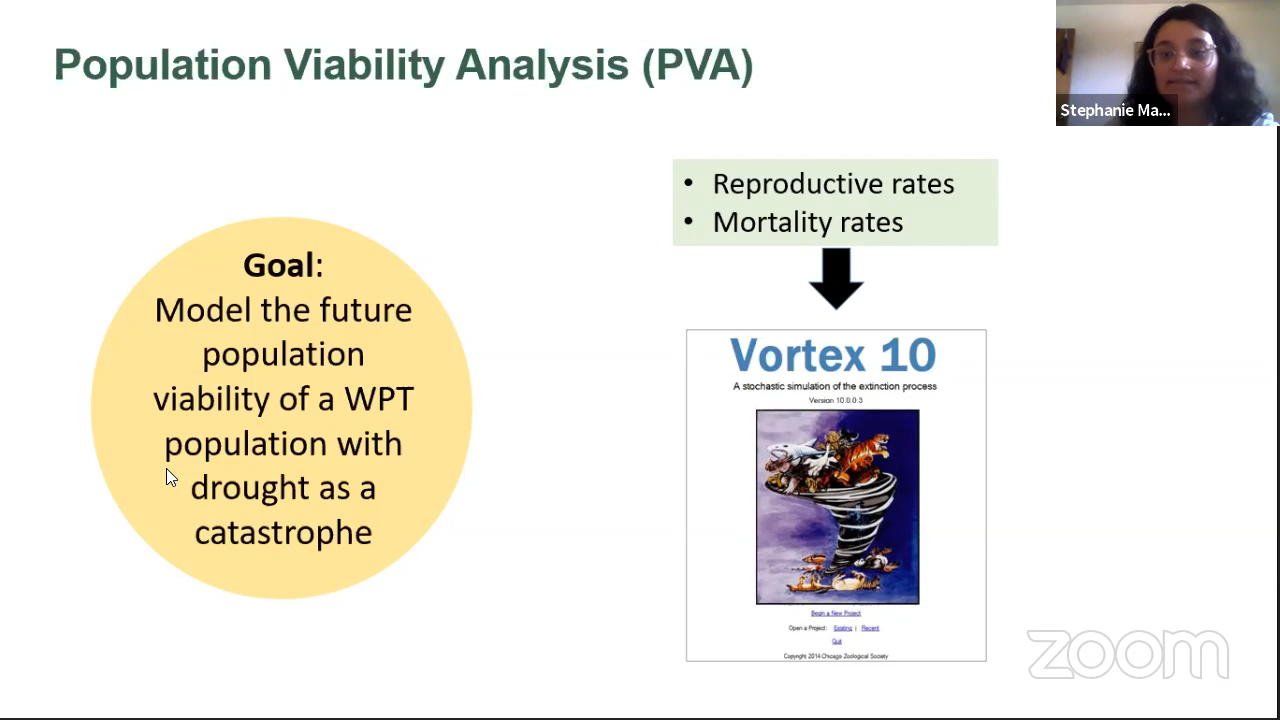 Population Viability Analysis (PVA)
Stephanie Ma...
• Reproductive rates
• Mortality rates
Goal:
Model the future
population
viability of a WPT
population with
drought as a
catastrophe
Vortex 10
A stochastic simulation of the extinction process
Version 10.0.0.3
Begin a New Project
Open a Project: Existing | Recent
Quit
Copyright 2014 Chicago Zoological Society
zoom